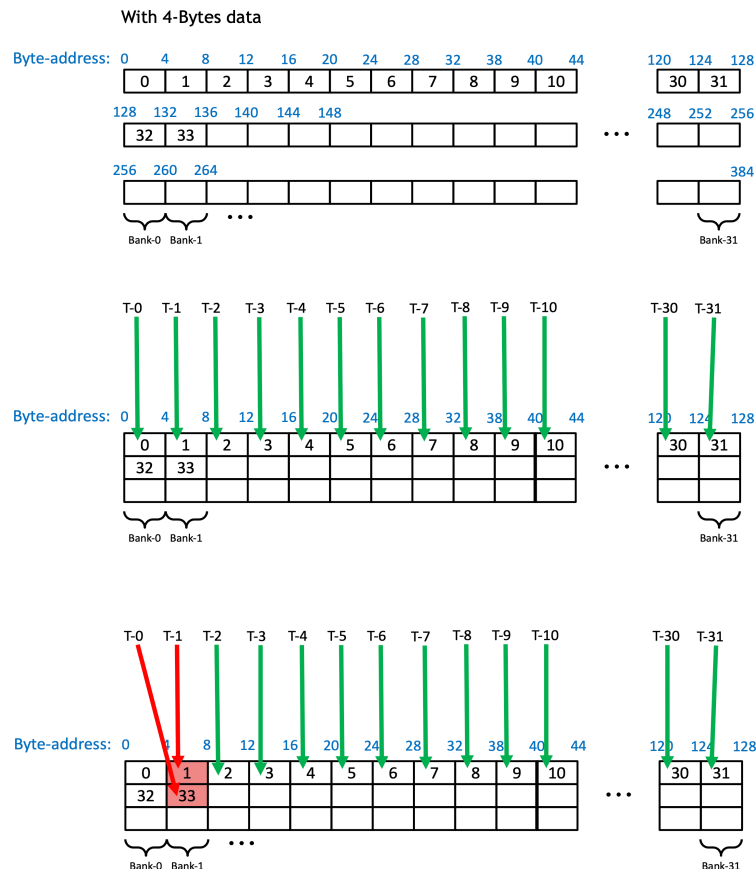 With 4-Bytes data
Byte-address: 0 4 8 12 16 20 24 28 32 38 40 44 120 124 128
0 1 2 3 4 5 6 7 8 9 10 30 31
128 132 136 140 144 148 248 252 256
32 33 ...
256 260 264 384
...
Bank-0 Bank-1 Bank-31
T-0 T-1 T-2 T-3 T-4 T-5 T-6 T-7 T-8 T-9 T-10 T-30 T-31
Byte-address: 0 4 8 12 16 20 24 28 32 38 40 44 120 124 128
0 1 2 3 4 5 6 7 8 9 10 30 31
32 33 ...
Bank-0 Bank-1 Bank-31
T-0 T-1 T-2 T-3 T-4 T-5 T-6 T-7 T-8 T-9 T-10 T-30 T-31
Byte-address: 0 4 8 12 16 20 24 28 32 38 40 44 120 124 128
0 1 2 3 4 5 6 7 8 9 10 30 31
32 33 ...
...
Bank-0 Bank-1 Bank-31